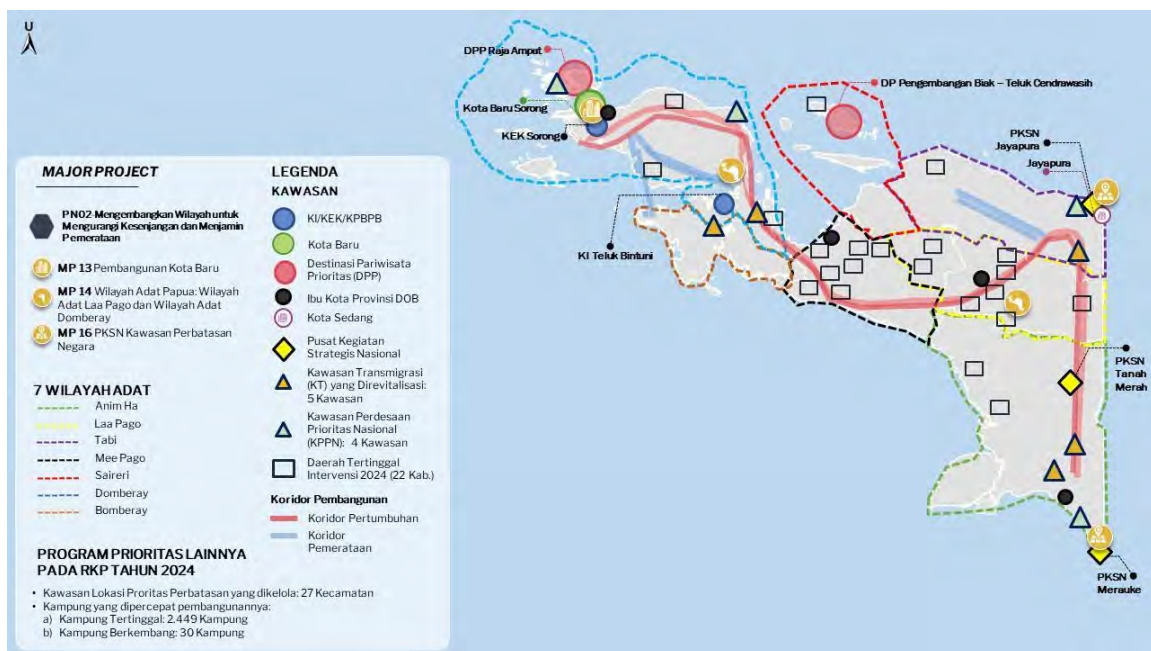 U
DPP Raja Ampat
Kota Baru Sorong
KEK Sorong
DP Pengembangan Biak – Teluk Cendrawasih
PKSN
Jayapura
Jayapura
KI Teluk Bintuni
PKSN
Tanah
Merah
PKSN
Merauke
MAJOR PROJECT
PN02-Mengembangkan Wilayah untuk
Mengurangi Kesenjangan dan Menjamin
Pemerataan
MP 13 Pembangunan Kota Baru
MP 14 Wilayah Adat Papua: Wilayah
Adat Laa Pago dan Wilayah Adat
Domberay
MP 16 PKSN Kawasan Perbatasan
Negara
7 WILAYAH ADAT
Anim Ha
Laa Pago
Tabi
Mee Pago
Saireri
Domberay
Bomberay
LEGENDA
KAWASAN
KI/KEK/KPBPB
Kota Baru
Destinasi Pariwisata
Prioritas (DPP)
Ibu Kota Provinsi DOB
Kota Sedang
Pusat Kegiatan
Strategis Nasional
Kawasan Transmigrasi
(KT) yang Direvitalisasi:
5 Kawasan
Kawasan Perdesaan
Prioritas Nasional
(KPPN): 4 Kawasan
Daerah Tertinggal
Intervensi 2024 (22 Kab.)
Koridor Pembangunan
Koridor Pertumbuhan
Koridor
Pemerataan
PROGRAM PRIORITAS LAINNYA
PADA RKP TAHUN 2024
• Kawasan Lokasi Proritas Perbatasan yang dikelola: 27 Kecamatan
• Kampung yang dipercepat pembangunannya:
a) Kampung Tertinggal: 2.449 Kampung
b) Kampung Berkembang: 30 Kampung